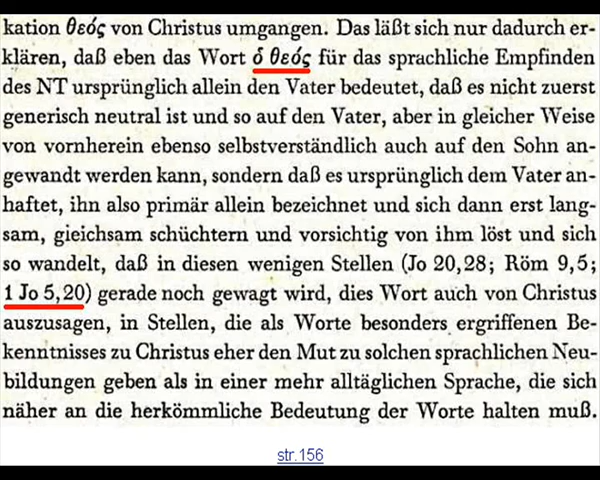 kation θεός von Christus umgangen. Das läßt sich nur dadurch er-
klären, daß eben das Wort ὁ θεός für das sprachliche Empfinden
des NT ursprünglich allein den Vater bedeutet, daß es nicht zuerst
generisch neutral ist und so auf den Vater, aber in gleicher Weise
von vornherein ebenso selbstverständlich auch auf den Sohn an-
gewandt werden kann, sondern daß es ursprünglich dem Vater an-
haftet, ihn also primär allein bezeichnet und sich dann erst lang-
sam, gieichsam schüchtern und vorsichtig von ihm löst und sich
so wandelt, daß in diesen wenigen Stellen (Jo 20,28; Röm 9,5;
1 Jo 5,20) gerade noch gewagt wird, dies Wort auch von Christus
auszusagen, in Stellen, die als Worte besonders ergriffenen Be-
kenntnisses zu Christus eher den Mut zu solchen sprachlichen Neu-
bildungen geben als in einer mehr alltäglichen Sprache, die sich
näher an die herkömmliche Bedeutung der Worte halten muß.
str.156